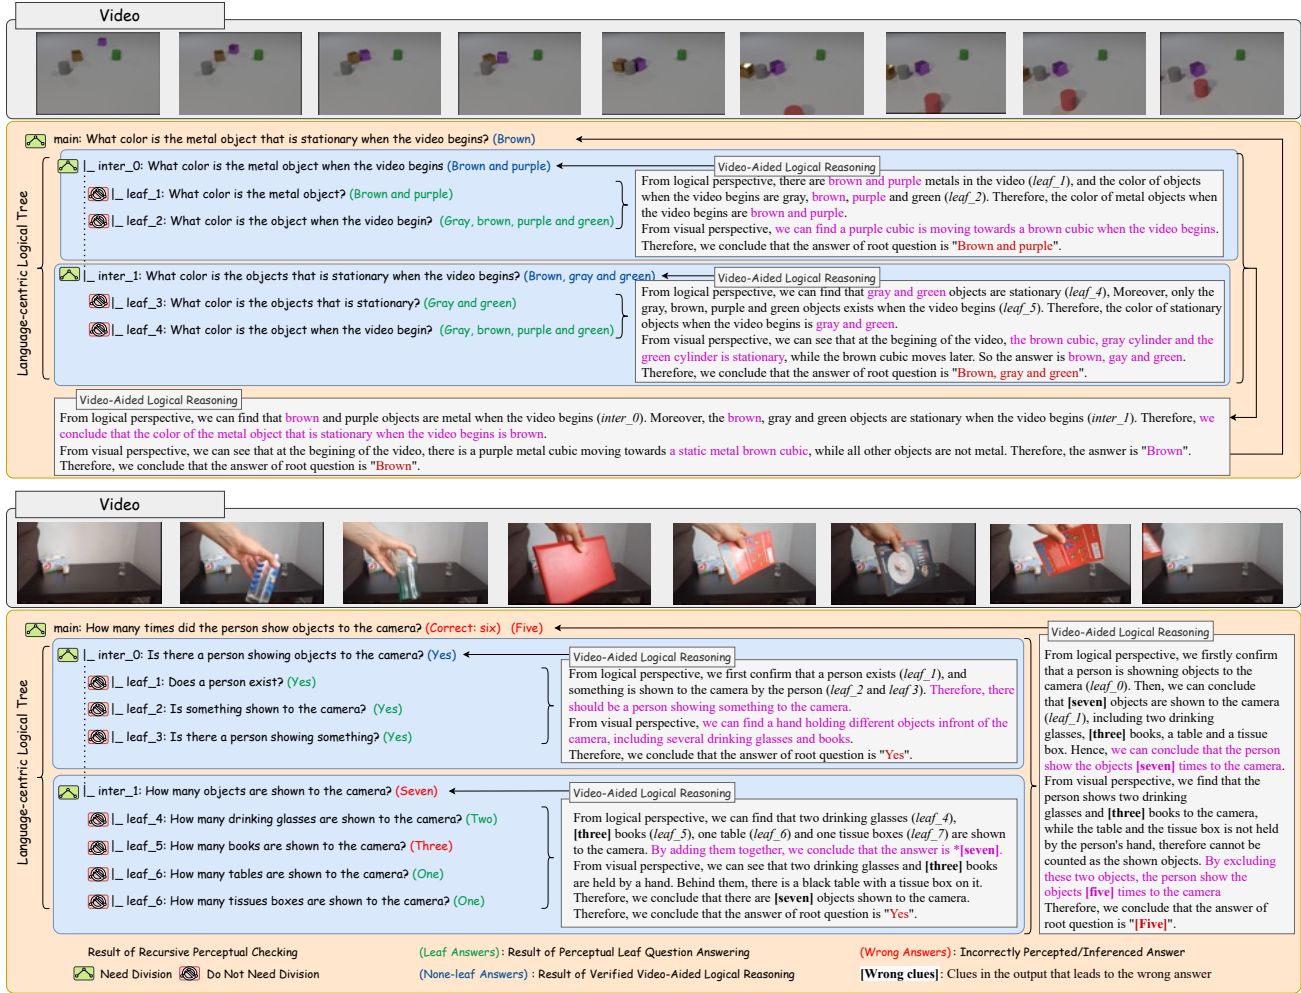 Video
main: What color is the metal object that is stationary when the video begins? (Brown)
Language-centric Logical Tree
|_ inter_0: What color is the metal object when the video begins (Brown and purple)
|_ leaf_1: What color is the metal object? (Brown and purple)
|_ leaf_2: What color is the object when the video begin? (Gray, brown, purple and green)
Video-Aided Logical Reasoning
From logical perspective, there are brown and purple metals in the video (leaf_1), and the color of objects
when the video begins are gray, brown, purple and green (leaf_2). Therefore, the color of metal objects when
the video begins are brown and purple.
From visual perspective, we can find a purple cubic is moving towards a brown cubic when the video begins.
Therefore, we conclude that the answer of root question is "Brown and purple".
|_ inter_1: What color is the objects that is stationary when the video begins? (Brown, gray and green)
|_ leaf_3: What color is the objects that is stationary? (Gray and green)
|_ leaf_4: What color is the object when the video begin? (Gray, brown, purple and green)
Video-Aided Logical Reasoning
From logical perspective, we can find that gray and green objects are stationary (leaf_4), Moreover, only the
gray, brown, purple and green objects exists when the video begins (leaf_5). Therefore, the color of stationary
objects when the video begins is gray and green.
From visual perspective, we can see that at the begining of the video, the brown cubic, gray cylinder and the
green cylinder is stationary, while the brown cubic moves later. So the answer is brown, gay and green.
Therefore, we conclude that the answer of root question is "Brown, gray and green".
Video-Aided Logical Reasoning
From logical perspective, we can find that brown and purple objects are metal when the video begins (inter_0). Moreover, the brown, gray and green objects are stationary when the video begins (inter_1). Therefore, we
conclude that the color of the metal object that is stationary when the video begins is brown.
From visual perspective, we can see that at the begining of the video, there is a purple metal cubic moving towards a static metal brown cubic, while all other objects are not metal. Therefore, the asnwer is "Brown".
Therefore, we conclude that the answer of root question is "Brown".
Video
main: How many times did the person show objects to the camera? (Correct: six) (Five)
Language-centric Logical Tree
|_ inter_0: Is there a person showing objects to the camera? (Yes)
|_ leaf_1: Does a person exist? (Yes)
|_ leaf_2: Is something shown to the camera? (Yes)
|_ leaf_3: Is there a person showing something? (Yes)
Video-Aided Logical Reasoning
From logical perspective, we first confirm that a person exists (leaf_1), and
something is shown to the camera by the person (leaf_2 and leaf 3). Therefore, there
should be a person showing something to the camera.
From visual perspective, we can find a hand holding different objects infront of the
camera, including several drinking glasses and books.
Therefore, we conclude that the answer of root question is "Yes".
|_ inter_1: How many objects are shown to the camera? (Seven)
|_ leaf_4: How many drinking glasses are shown to the camera? (Two)
|_ leaf_5: How many books are shown to the camera? (Three)
|_ leaf_6: How many tables are shown to the camera? (One)
|_ leaf_6: How many tissues boxes are shown to the camera? (One)
Video-Aided Logical Reasoning
From logical perspective, we can find that two drinking glasses (leaf_4),
[three] books (leaf_5), one table (leaf_6) and one tissue boxes (leaf_7) are shown
to the camera. By adding them together, we conclude that the answer is *[seven].
From visual perspective, we can see that two drinking glasses and [three] books
are held by a hand. Behind them, there is a black table with a tissue box on it.
Therefore, we conclude that there are [seven] objects shown to the camera.
Therefore, we conclude that the answer of root question is "Yes".
Video-Aided Logical Reasoning
From logical perspective, we firstly confirm
that a person is showning objects to the
camera (leaf_0). Then, we can conclude
that [seven] objects are shown to the camera
(leaf_1), including two drinking
glasses, [three] books, a table and a tissue
box. Hence, we can conclude that the person
show the objects [seven] times to the camera.
From visual perspective, we find that the
person shows two drinking
glasses and [three] books to the camera,
while the table and the tissue box is not held
by the person's hand, therefore cannot be
counted as the shown objects. By excluding
these two objects, the person show the
objects [five] times to the camera
Therefore, we conclude that the answer of
root question is "[Five]".
Result of Recursive Perceptual Checking
Need Division
Do Not Need Division
(Leaf Answers): Result of Perceptual Leaf Question Answering
(None-leaf Answers) : Result of Verified Video-Aided Logical Reasoning
(Wrong Answers): Incorrectly Percepted/Inferenced Answer
[Wrong clues]: Clues in the output that leads to the wrong answer